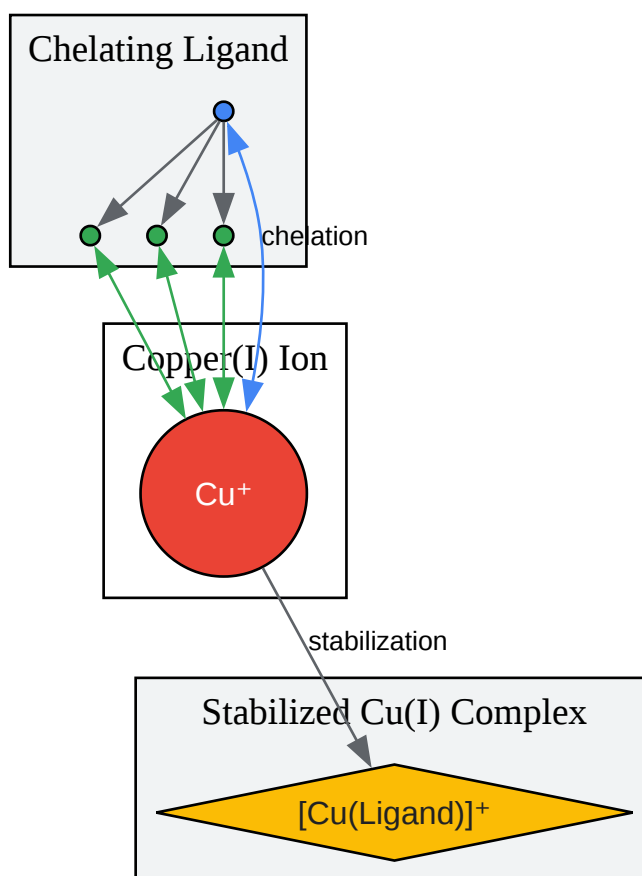 Chelating Ligand
chelation
Copper(I) Ion
Cu⁺
stabilization
Stabilized Cu(I) Complex
[Cu(Ligand)]⁺